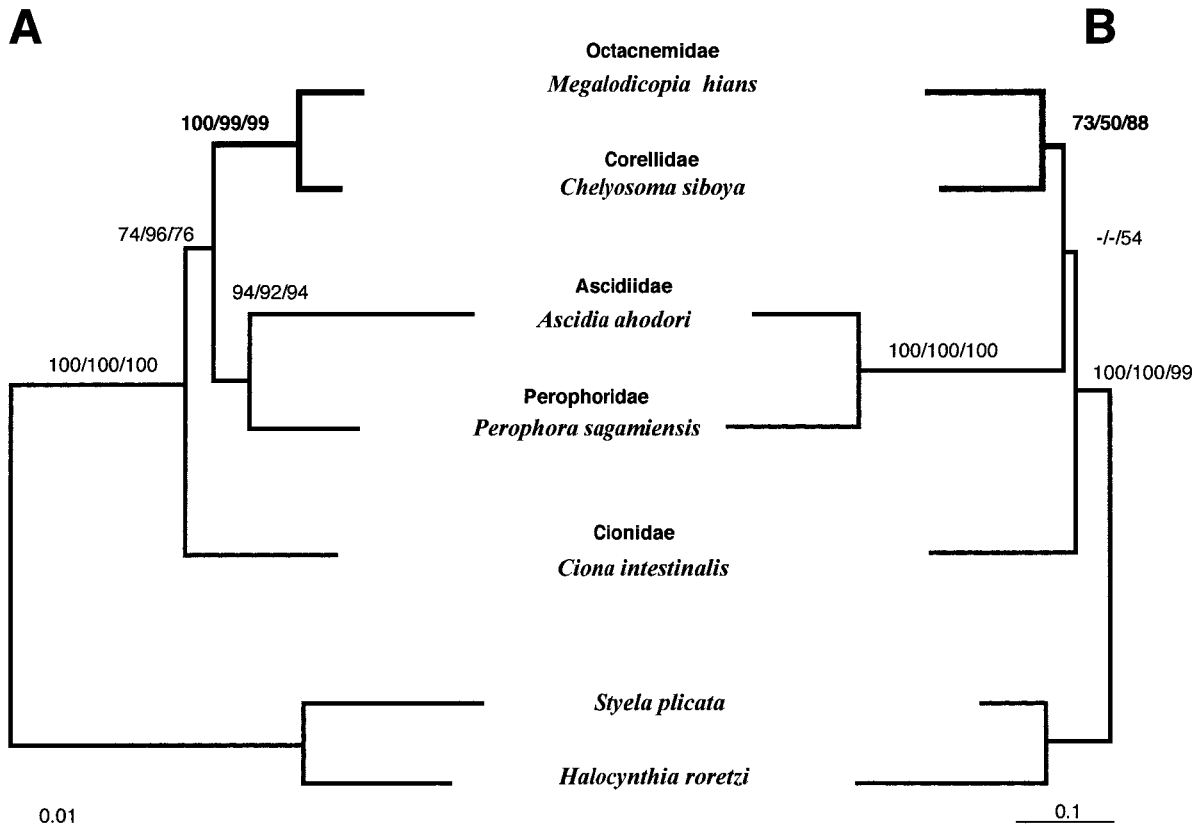 A
B
Octacnemidae
Megalodicopia hians
100/99/99
73/50/88
Corellidae
Chelyosoma siboya
74/96/76
-/-/54
94/92/94
Ascidiidae
Ascidia ahodori
100/100/100
100/100/100
100/100/99
Perophoridae
Perophora sagamiensis
Cionidae
Ciona intestinalis
Styela plicata
Halocynthia roretzi
0.01
0.1